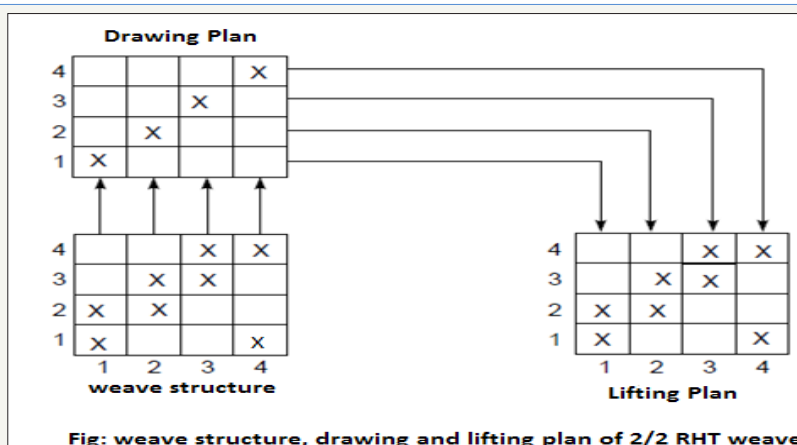 Drawing Plan
4 X
3 X
2 X
1 X
4 X X
3 X X
2 X X
1 X X
1 2 3 4
weave structure
4 X X
3 X X
2 X X
1 X X
1 2 3 4
Lifting Plan
Fig: weave structure, drawing and lifting plan of 2/2 RHT weave